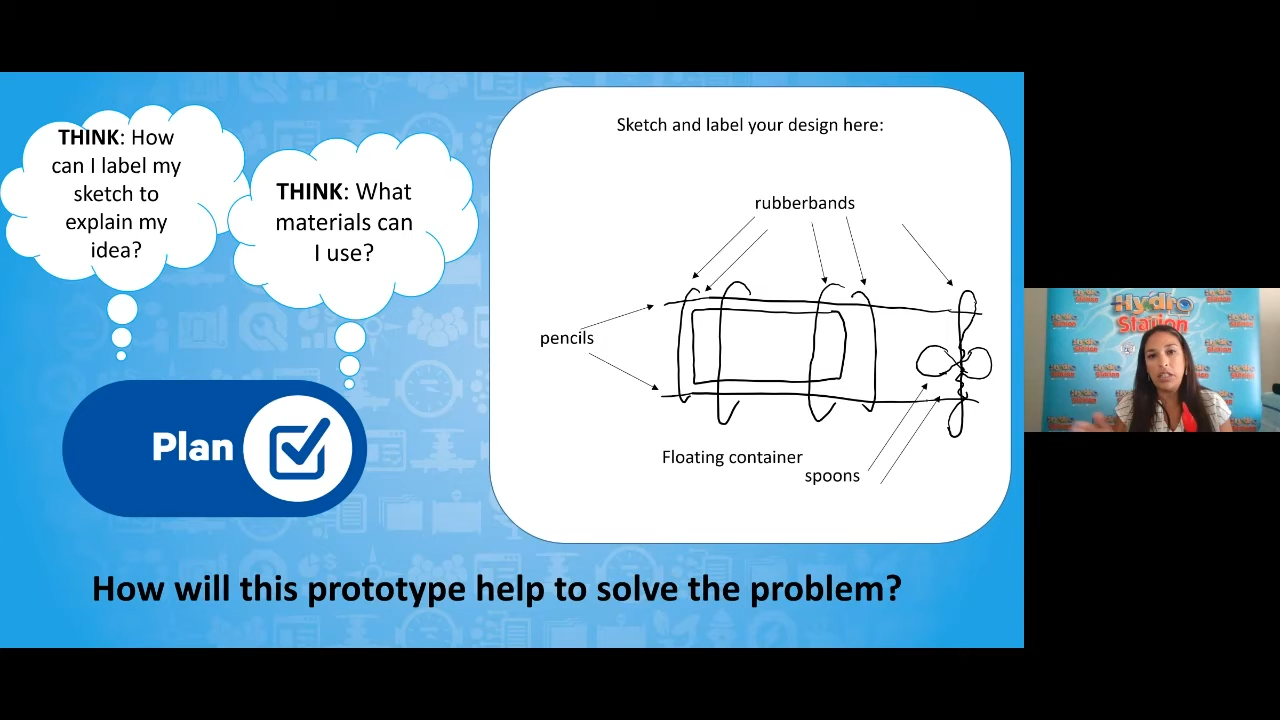 THINK: How
can I label my
sketch to
explain my
idea?
THINK: What
materials can
I use?
Plan
Sketch and label your design here:
rubberbands
pencils
Floating container
spoons
How will this prototype help to solve the problem?
Hydro
Station